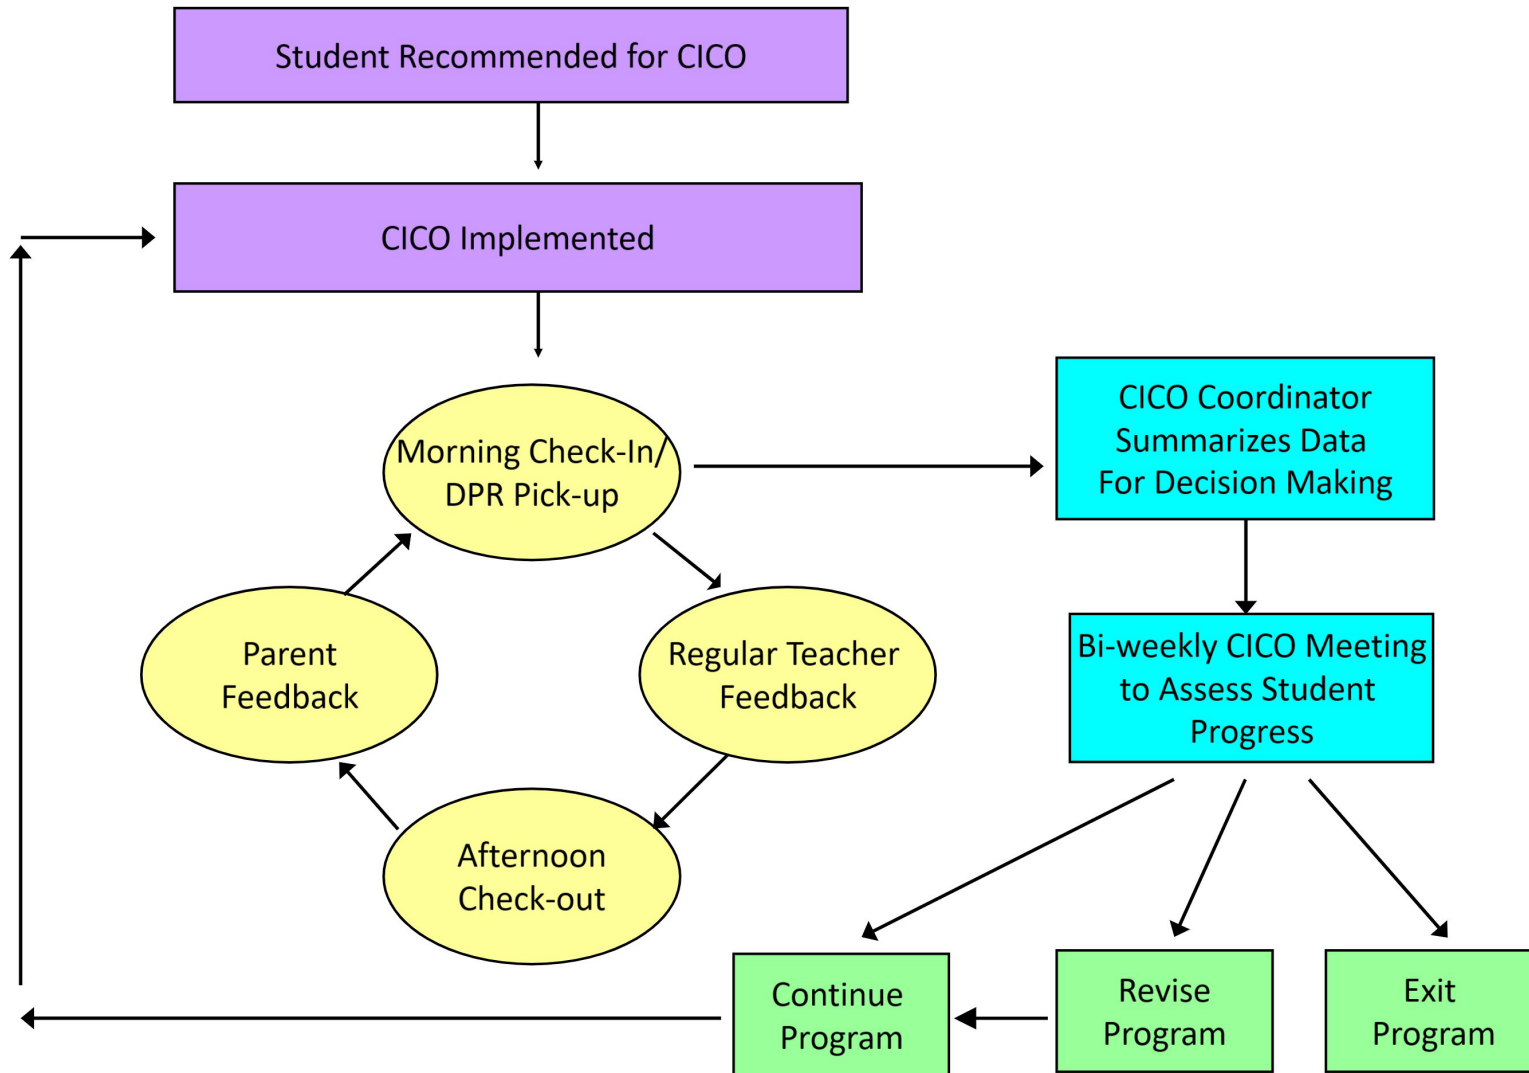 Student Recommended for CICO
CICO Implemented
Morning Check-In/
DPR Pick-up
CICO Coordinator
Summarizes Data
For Decision Making
Parent
Feedback
Regular Teacher
Feedback
Bi-weekly CICO Meeting
to Assess Student
Progress
Afternoon
Check-out
Continue
Program
Revise
Program
Exit
Program